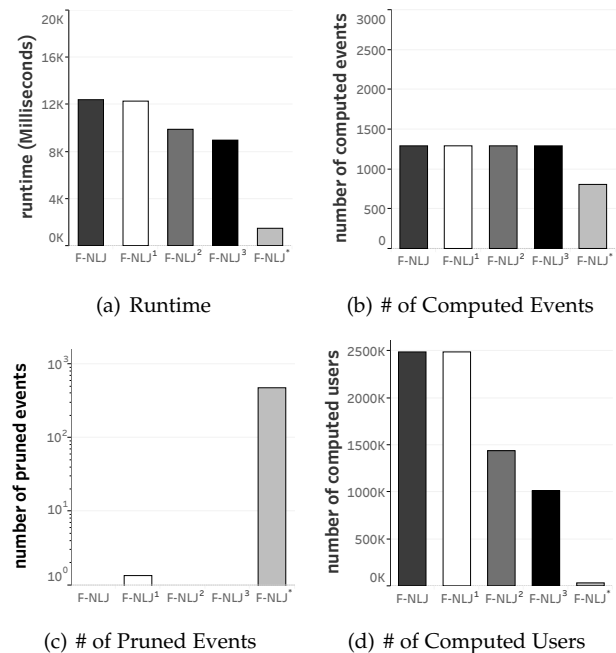 20K
16K
12K
8K
4K
0K
runtime (Milliseconds)
F-NLJ F-NLJ¹ F-NLJ² F-NLJ³ F-NLJ*
(a) Runtime
3000
2500
2000
1500
1000
500
0
number of computed events
F-NLJ F-NLJ¹ F-NLJ² F-NLJ³ F-NLJ*
(b) # of Computed Events
10³
10²
10¹
10⁰
number of pruned events
F-NLJ F-NLJ¹ F-NLJ² F-NLJ³ F-NLJ*
(c) # of Pruned Events
2500K
2000K
1500K
1000K
500K
0K
number of computed users
F-NLJ F-NLJ¹ F-NLJ² F-NLJ³ F-NLJ*
(d) # of Computed Users